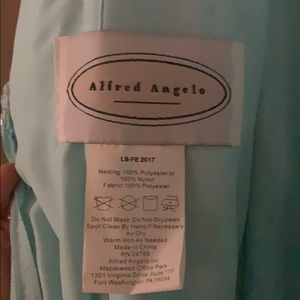 Alfred Angelo
LB-FE 2017
Netting: 100% Polyester or
100% Nylon
Fabric: 100% Polyester
Do Not Wash Do Not Dryclean
Spot Clean By Hand if Necessary
Air Dry
Warm Iron As Needed
Made in China
RN 24768
Alfred Angelo Inc
Maplewood Office Park
1301 Virginia Drive Suite 110
Fort Washington PA 19034